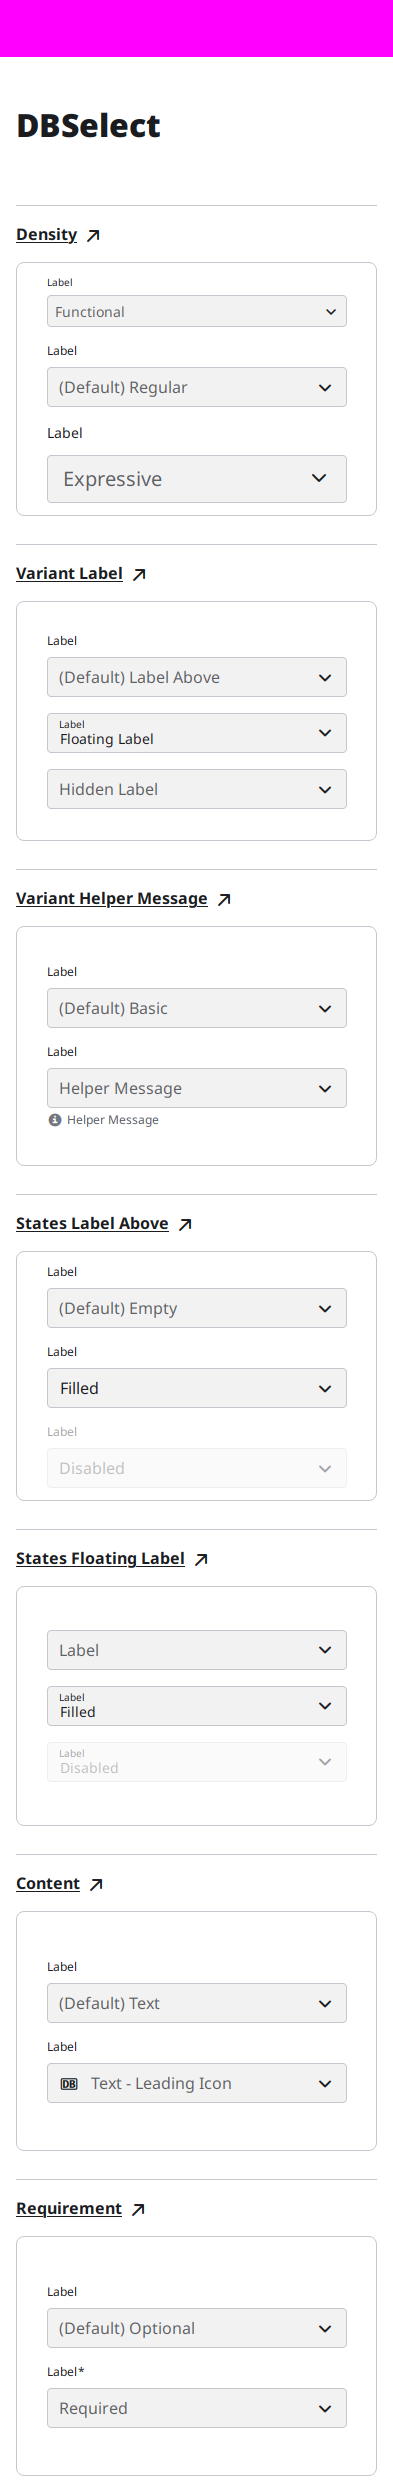 DBSelect
Density
Label
Functional
Label
(Default) Regular
Label
Expressive
Variant Label
Label
(Default) Label Above
Label
Floating Label
Hidden Label
Variant Helper Message
Label
(Default) Basic
Label
Helper Message
Helper Message
States Label Above
Label
(Default) Empty
Label
Filled
Label
Disabled
States Floating Label
Label
Label
Filled
Label
Disabled
Content
Label
(Default) Text
Label
DB Text - Leading Icon
Requirement
Label
(Default) Optional
Label*
Required